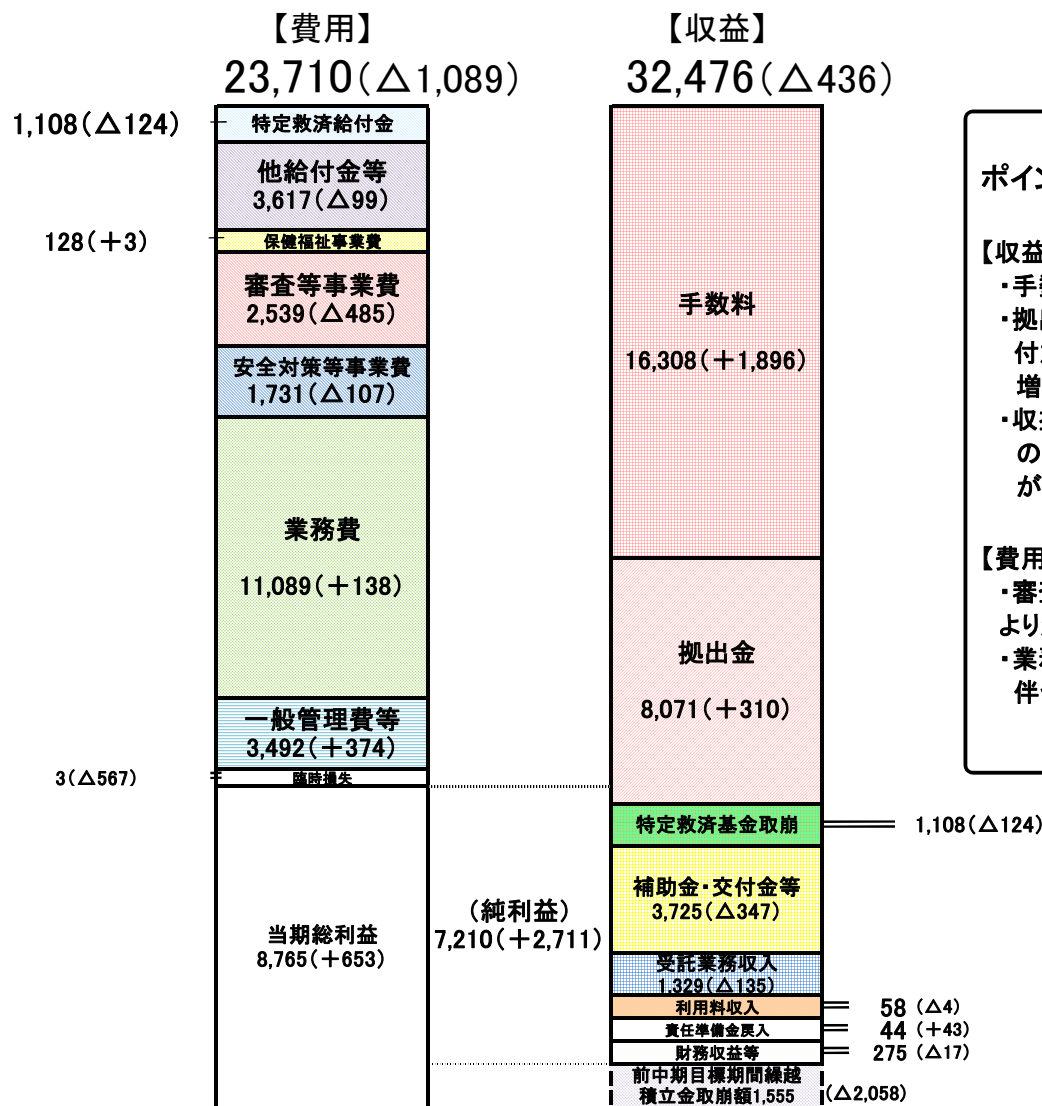 【費用】
23,710(△1,089)
1,108(△124)
特定救済給付金
他給付金等
3,617(△99)
128(＋3)
保健福祉事業費
審査等事業費
2,539(△485)
安全対策等事業費
1,731(△107)
業務費
11,089(＋138)
一般管理費等
3,492(＋374)
3(△567)
臨時損失
当期総利益
8,765(＋653)
(純利益)
7,210(＋2,711)
【収益】
32,476(△436)
手数料
16,308(＋1,896)
拠出金
8,071(＋310)
特定救済基金取崩
1,108(△124)
補助金・交付金等
3,725(△347)
受託業務収入
1,329(△135)
利用料収入
58 (△4)
責任準備金戻入
44 (＋43)
財務収益等
275 (△17)
前中期目標期間繰越
積立金取崩額1,555
(△2,058)
ポイン
【収益
・手数
・拠出
付
増
・収
の
が
【費用
・審査
より
・業務
伴